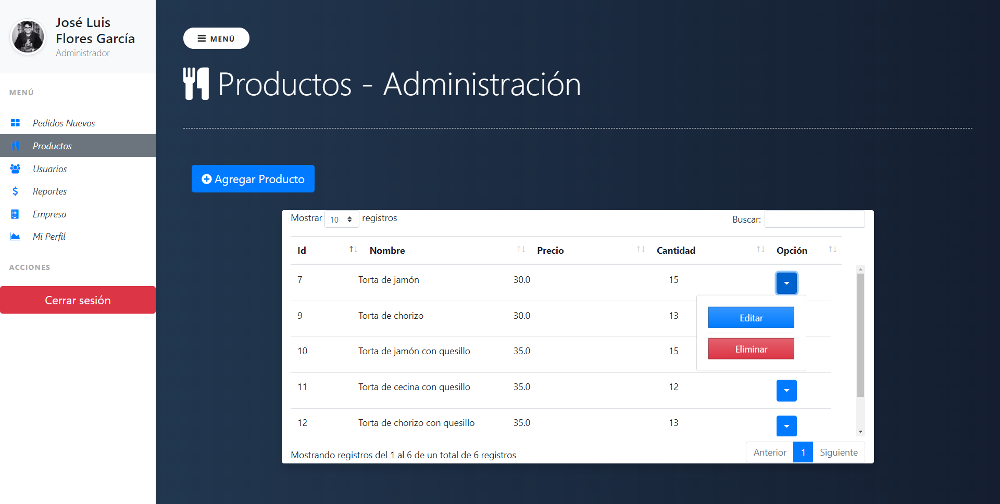 José Luis
Flores García
Administrador
MENÚ
Pedidos Nuevos
Productos
Usuarios
Reportes
Empresa
Mi Perfil
ACCIONES
Cerrar sesión
MENÚ
Productos - Administración
Agregar Producto
Mostrar 10 registros Buscar:
Id Nombre Precio Cantidad Opción
7 Torta de jamón 30.0 15
9 Torta de chorizo 30.0 13
Editar
10 Torta de jamón con quesillo 35.0 15
Eliminar
11 Torta de cecina con quesillo 35.0 12
12 Torta de chorizo con quesillo 35.0 13
Mostrando registros del 1 al 6 de un total de 6 registros
Anterior 1 Siguiente